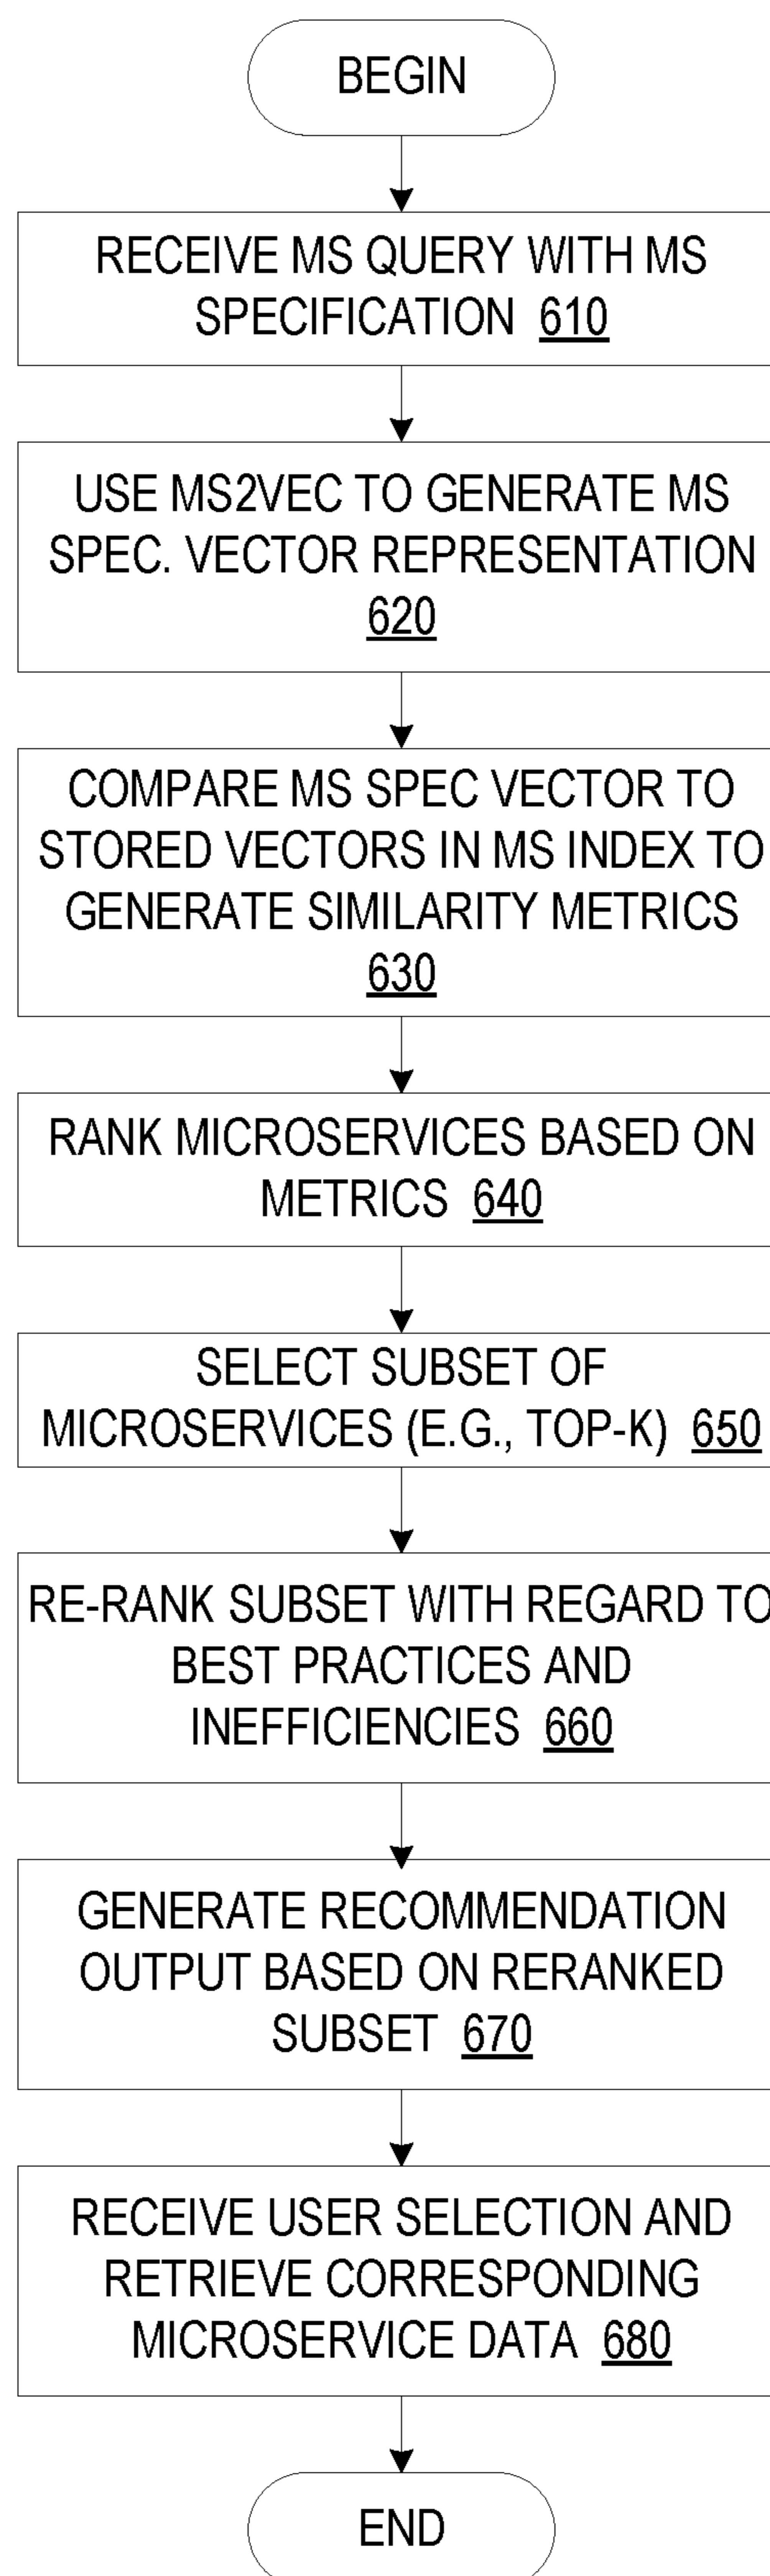 BEGIN
RECEIVE MS QUERY WITH MS
SPECIFICATION 610
USE MS2VEC TO GENERATE MS
SPEC. VECTOR REPRESENTATION
620
COMPARE MS SPEC VECTOR TO
STORED VECTORS IN MS INDEX TO
GENERATE SIMILARITY METRICS
630
RANK MICROSERVICES BASED ON
METRICS 640
SELECT SUBSET OF
MICROSERVICES (E.G., TOP-K) 650
RE-RANK SUBSET WITH REGARD TO
BEST PRACTICES AND
INEFFICIENCIES 660
GENERATE RECOMMENDATION
OUTPUT BASED ON RERANKED
SUBSET 670
RECEIVE USER SELECTION AND
RETRIEVE CORRESPONDING
MICROSERVICE DATA 680
END